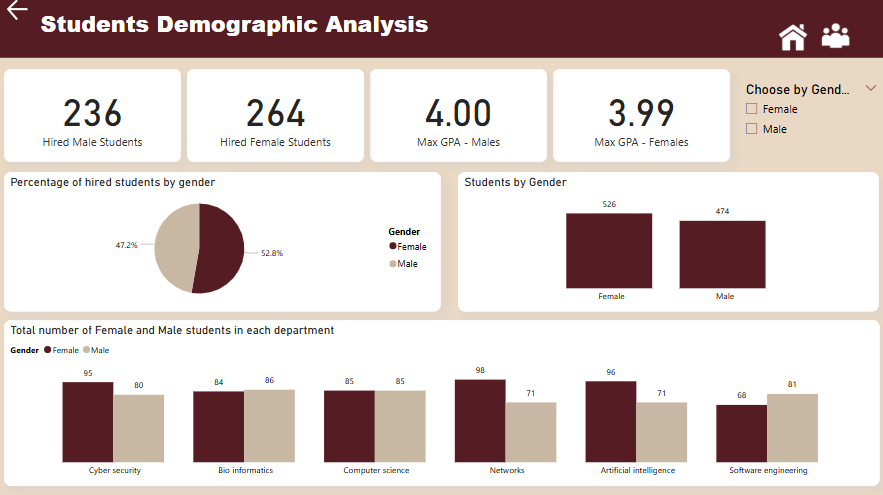 Students Demographic Analysis
236
Hired Male Students
264
Hired Female Students
4.00
Max GPA - Males
3.99
Max GPA - Females
Choose by Gend...
Female
Male
Percentage of hired students by gender
47.2%
52.8%
Gender
Female
Male
Students by Gender
526
474
Female
Male
Total number of Female and Male students in each department
Gender Female Male
95 80 84 86 85 85 98 71 96 71 68 81
Cyber security Bio informatics Computer science Networks Artificial intelligence Software engineering